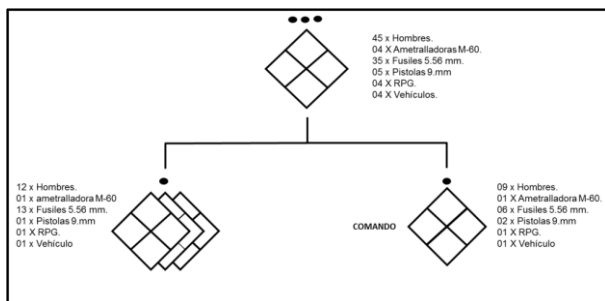 45 x Hombres.
04 X Ametralladoras M-60.
35 x Fusiles 5.56 mm.
05 x Pistolas 9.mm
04 X RPG.
04 X Vehículos.
12 x Hombres.
01 x ametralladora M-60
13 x Fusiles 5.56 mm.
01 x Pistolas 9.mm
01 X RPG.
01 x Vehículo
COMANDO
09 x Hombres.
01 X Ametralladora M-60.
06 x Fusiles 5.56 mm.
02 x Pistolas 9.mm
01 X RPG.
01 X Vehículo